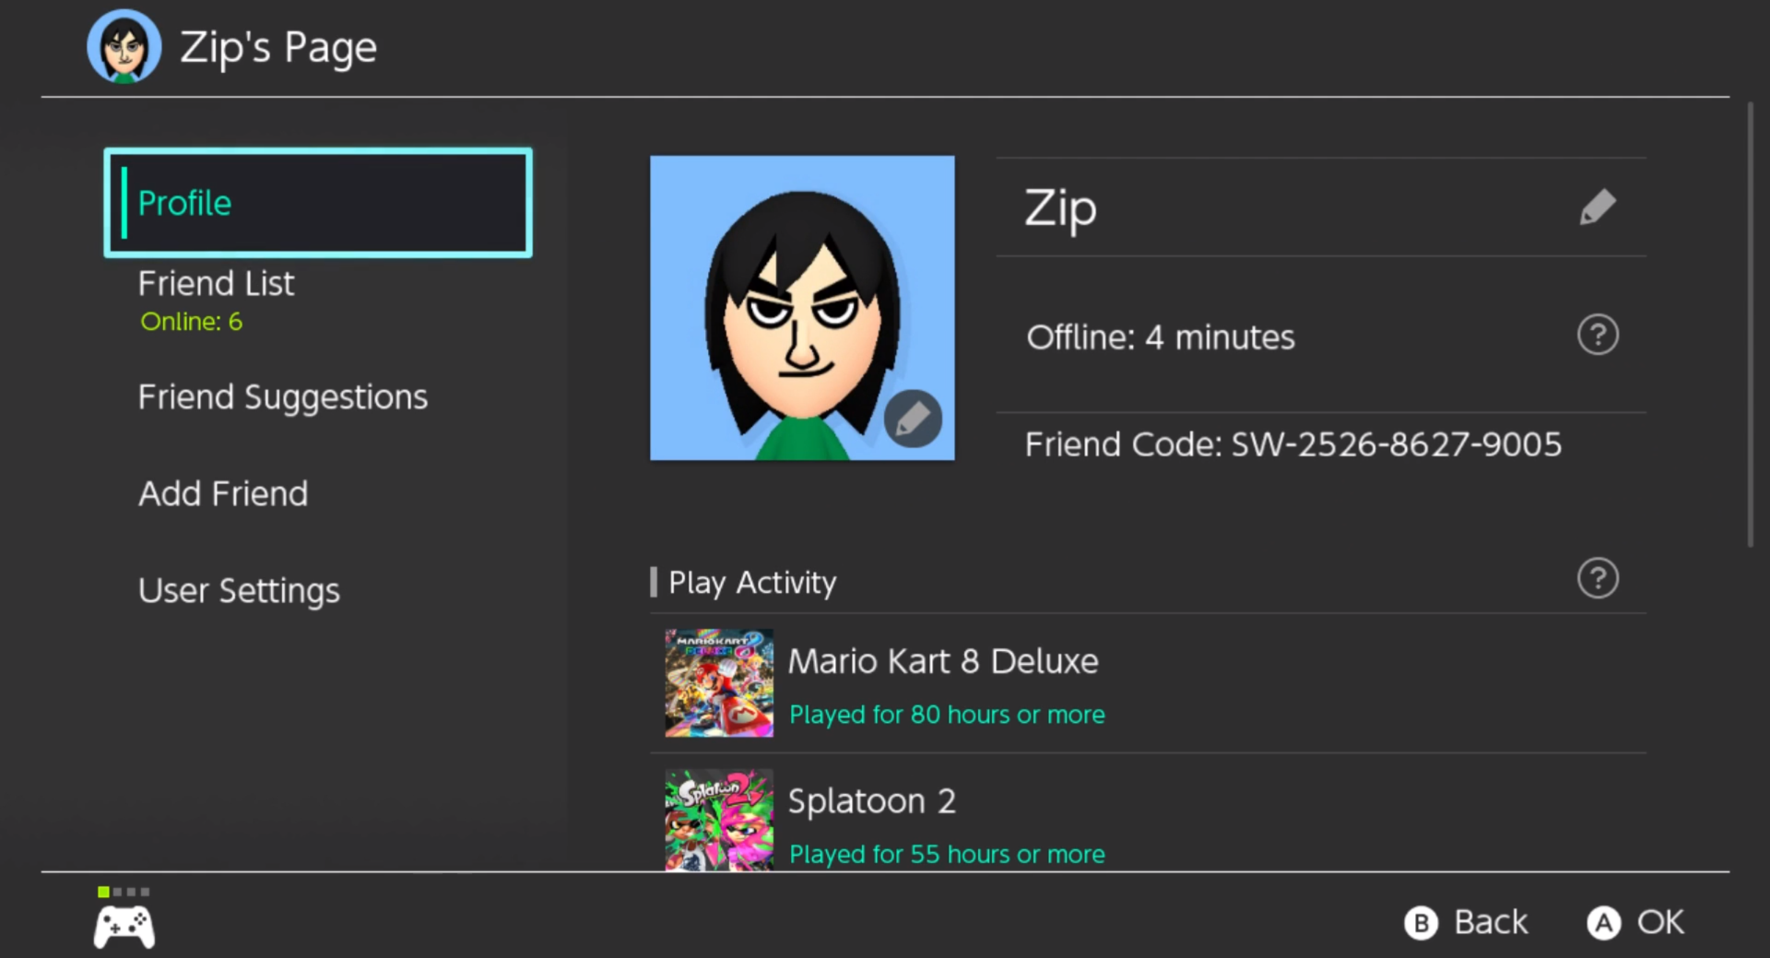 Zip's Page
Profile
Friend List
Online: 6
Friend Suggestions
Add Friend
User Settings
Zip
Offline: 4 minutes
?
Friend Code: SW-2526-8627-9005
Play Activity
?
MARIOKART 8
DELUXE
Mario Kart 8 Deluxe
Played for 80 hours or more
Splatoon 2
Splatoon 2
Played for 55 hours or more
B Back
A OK